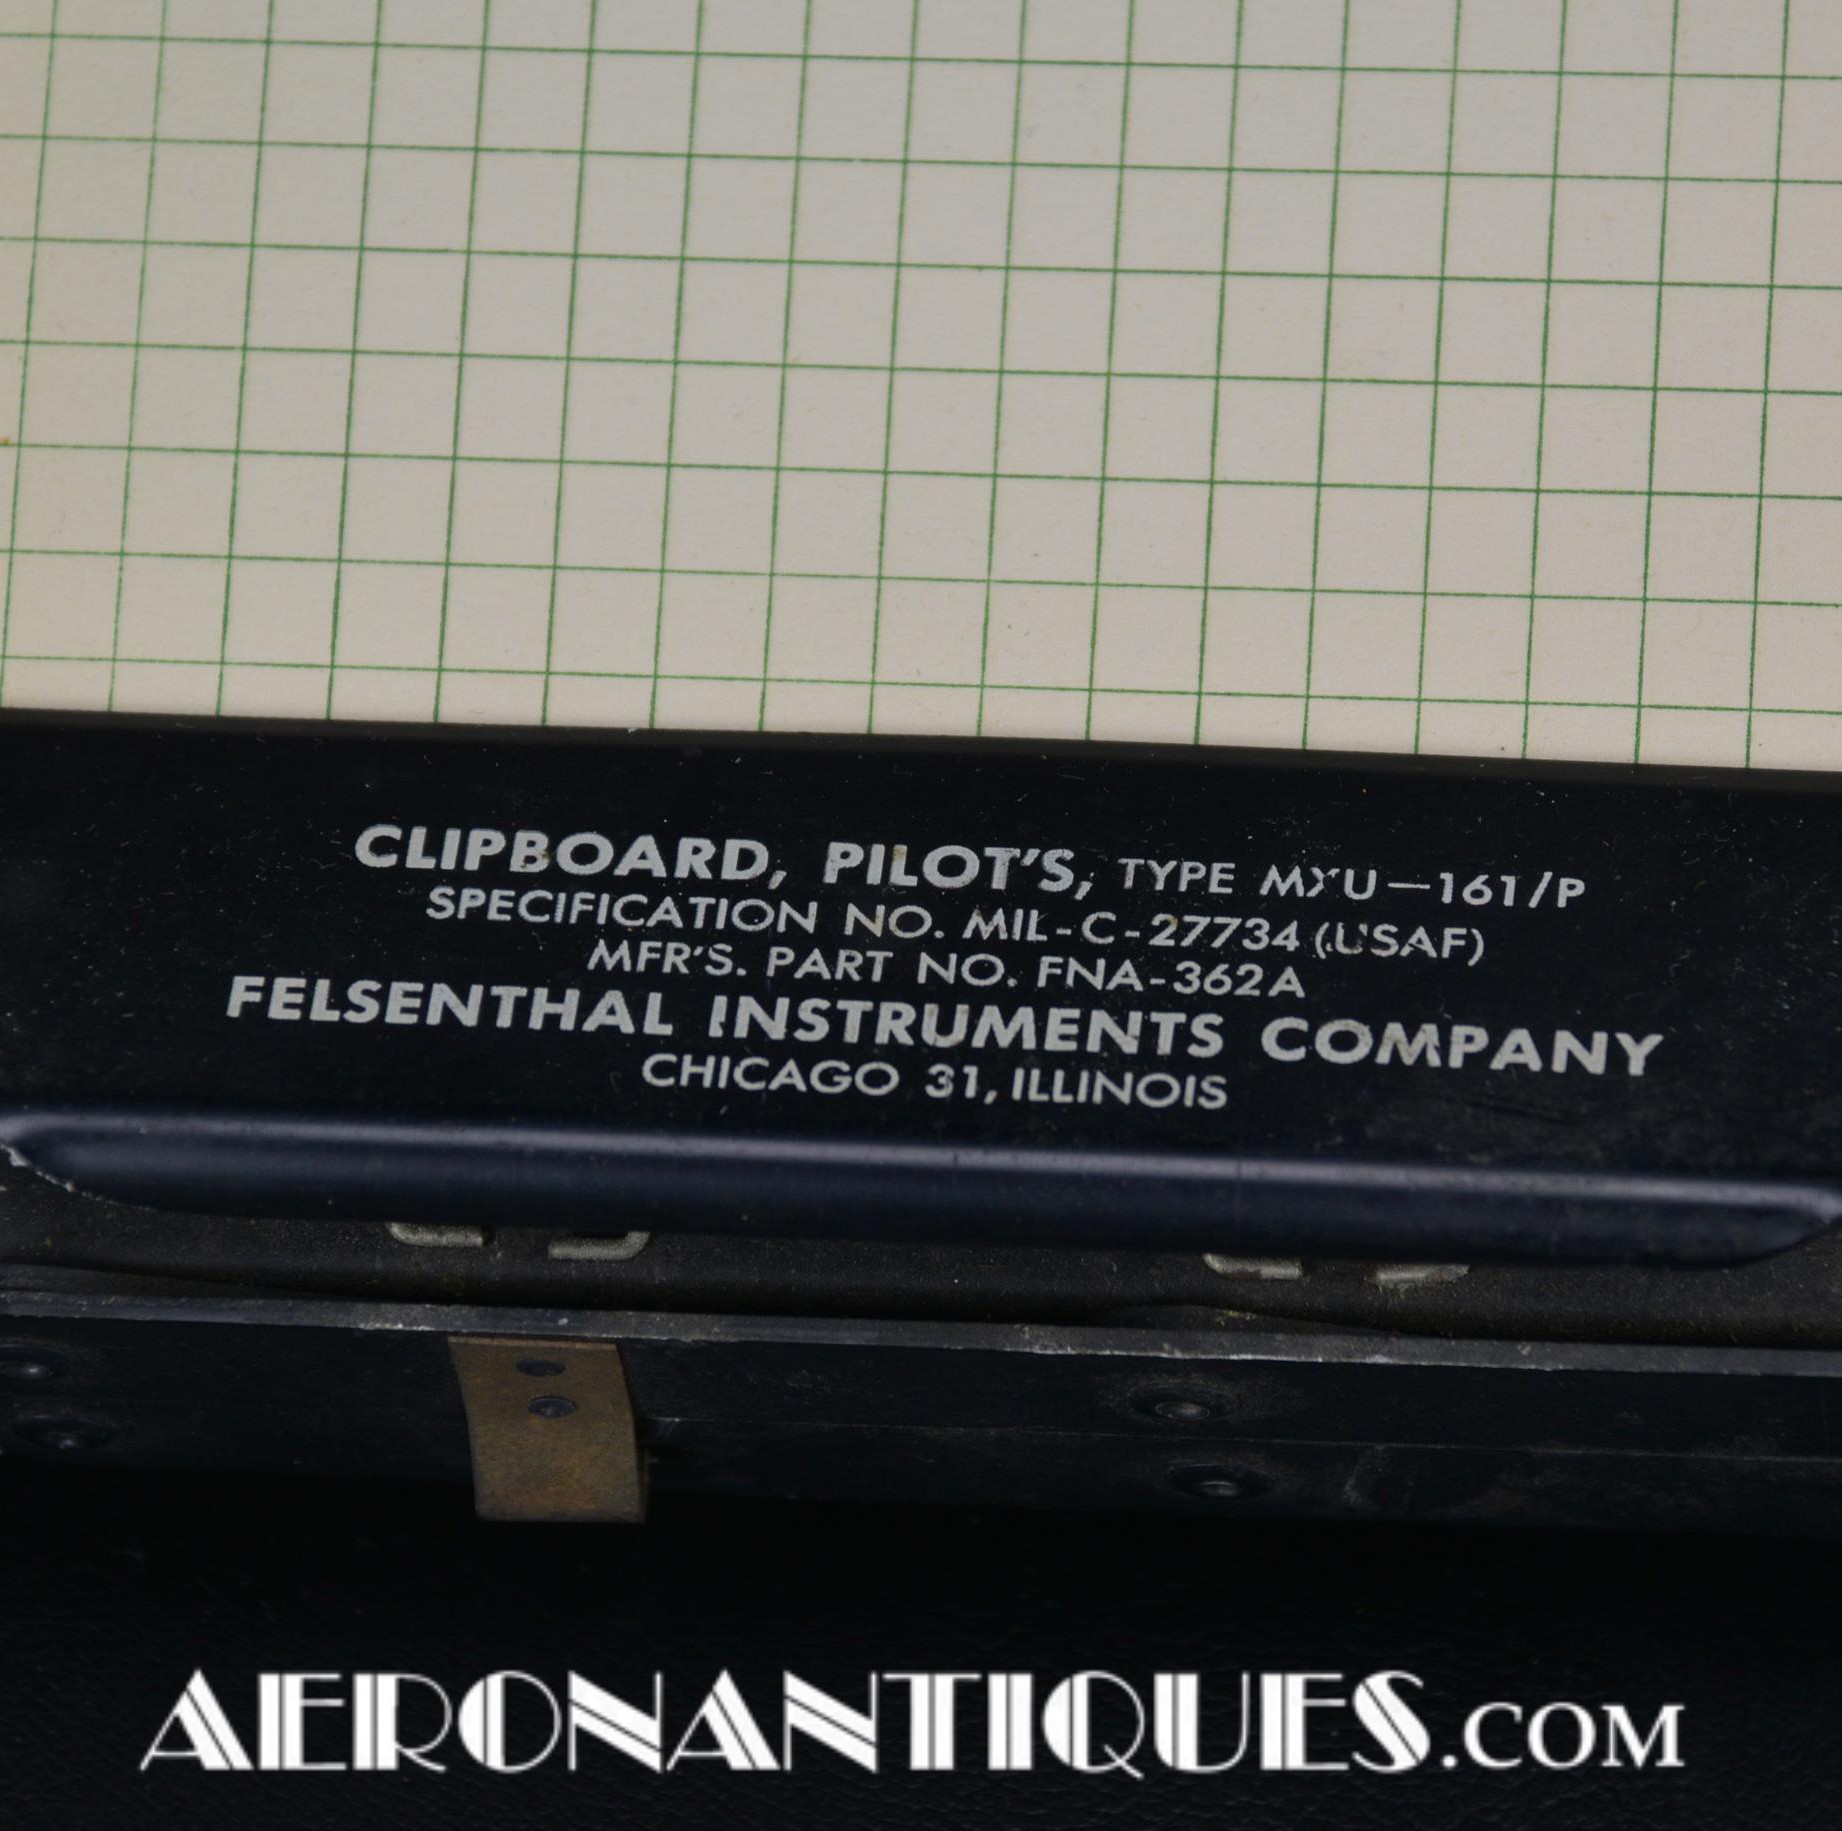 CLIPBOARD, PILOT'S, TYPE MXU-161/P
SPECIFICATION NO. MIL-C-27734 (USAF)
MFR'S. PART NO. FNA-362A
FELSENTHAL INSTRUMENTS COMPANY
CHICAGO 31, ILLINOIS
AERONANTIQUES.COM